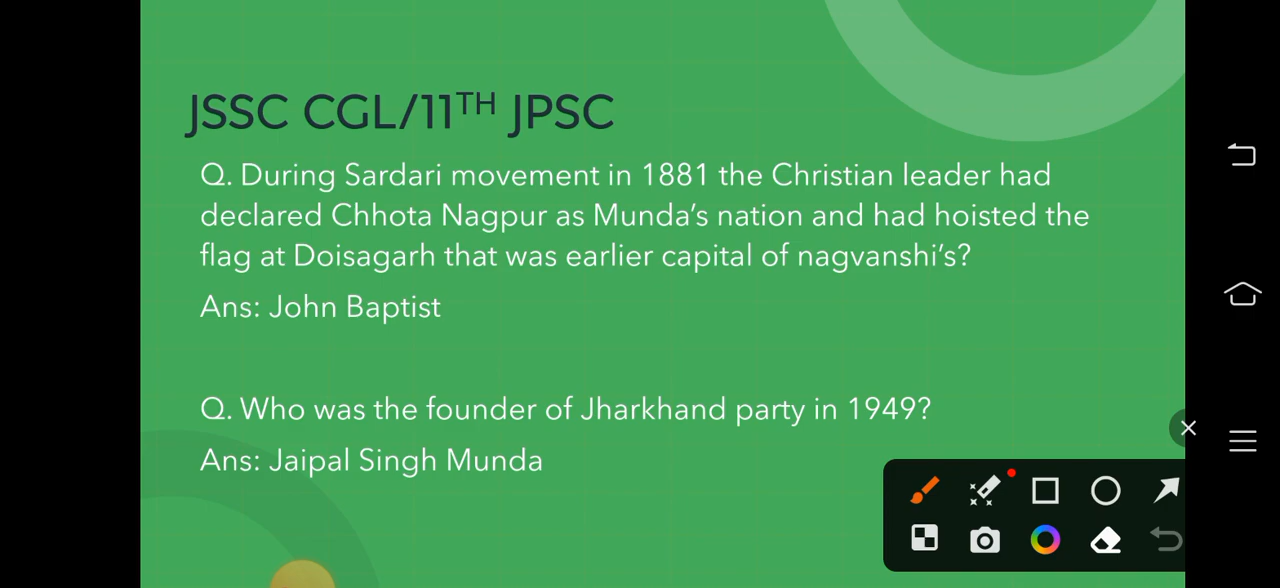 JSSC CGL/11TH JPSC
Q. During Sardari movement in 1881 the Christian leader had
declared Chhota Nagpur as Munda's nation and had hoisted the
flag at Doisagarh that was earlier capital of nagvanshi's?
Ans: John Baptist
Q. Who was the founder of Jharkhand party in 1949?
Ans: Jaipal Singh Munda